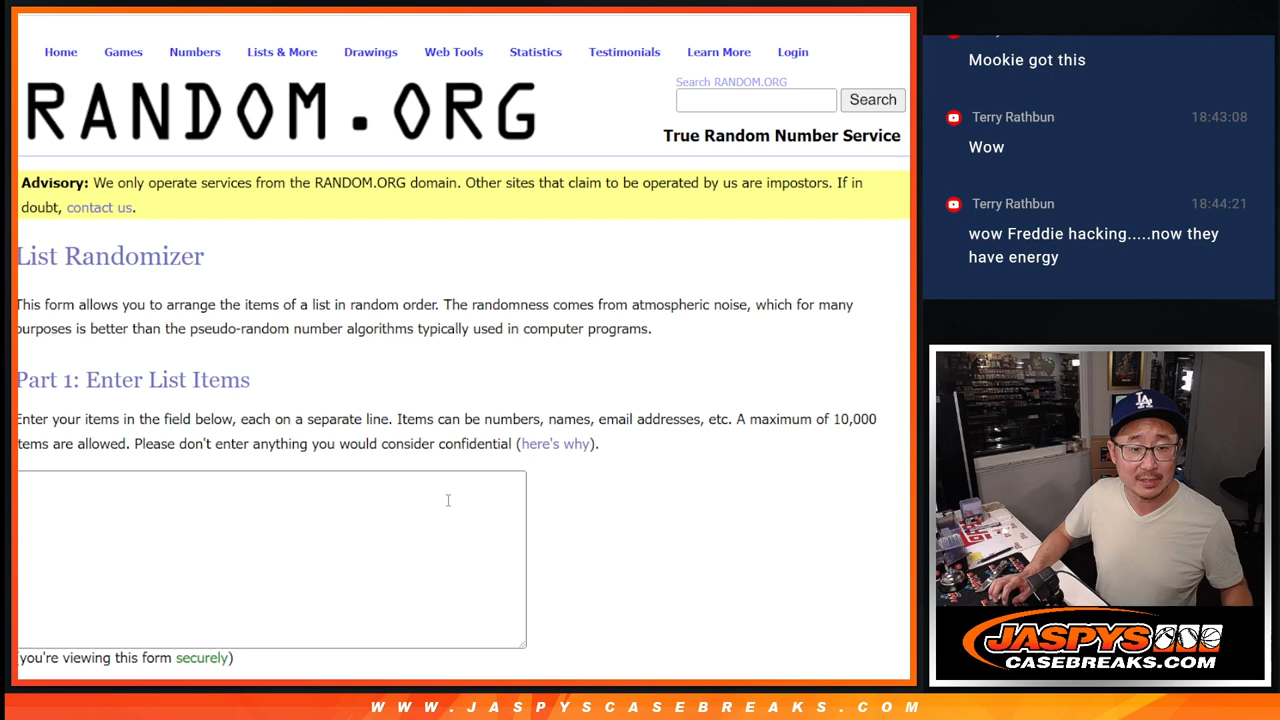 Home Games Numbers Lists & More Drawings Web Tools Statistics Testimonials Learn More Login
RANDOM.ORG
Search RANDOM.ORG
Search
True Random Number Service
Advisory: We only operate services from the RANDOM.ORG domain. Other sites that claim to be operated by us are impostors. If in
doubt, contact us.
List Randomizer
This form allows you to arrange the items of a list in random order. The randomness comes from atmospheric noise, which for many
purposes is better than the pseudo-random number algorithms typically used in computer programs.
Part 1: Enter List Items
Enter your items in the field below, each on a separate line. Items can be numbers, names, email addresses, etc. A maximum of 10,000
items are allowed. Please don't enter anything you would consider confidential (here's why).
(you're viewing this form securely)
Mookie got this
Terry Rathbun 18:43:08
Wow
Terry Rathbun 18:44:21
wow Freddie hacking.....now they
have energy
LA
JASPYS
CASEBREAKS.COM
WWW.JASPYSCASEBREAKS.COM